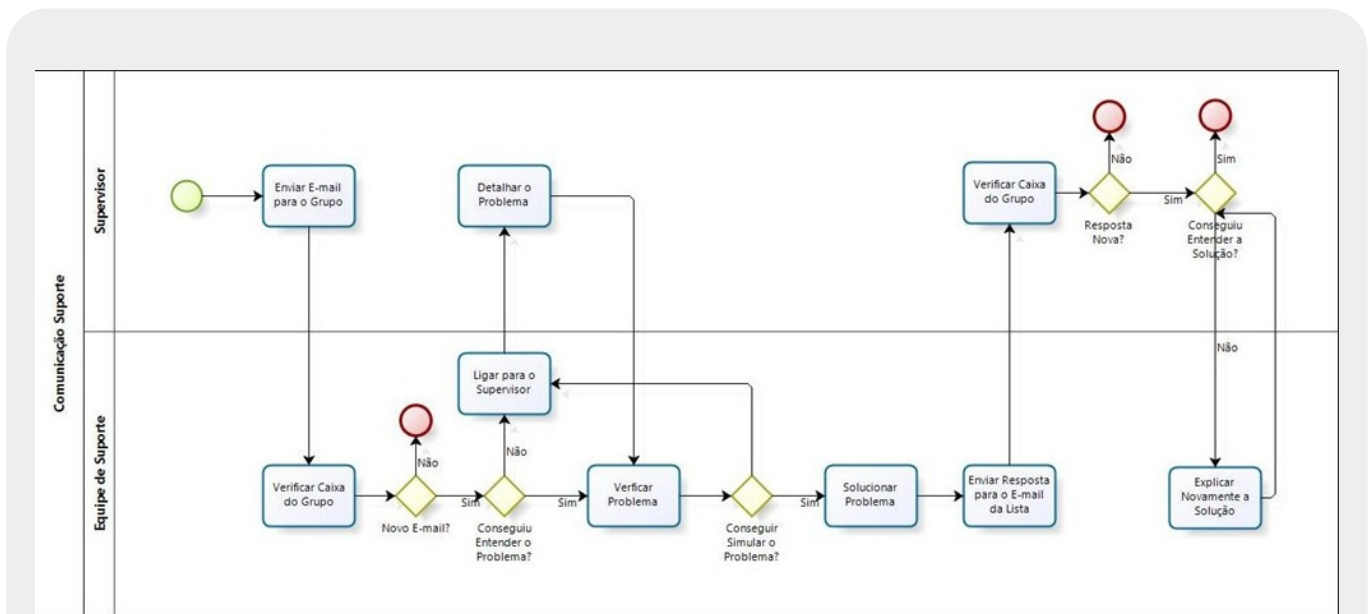 Comunicação Suporte
Supervisor
Enviar E-mail
para o Grupo
Detalhar o
Problema
Verificar Caixa
do Grupo
Não
Resposta
Nova?
Sim
Sim
Conseguiu
Entender a
Solução?
Não
Equipe de Suporte
Verificar Caixa
do Grupo
Não
Novo E-mail?
Sim
Ligar para o
Supervisor
Não
Conseguiu
Entender o
Problema?
Sim
Verficar
Problema
Conseguir
Simular o
Problema?
Sim
Solucionar
Problema
Enviar Resposta
para o E-mail
da Lista
Explicar
Novamente a
Solução